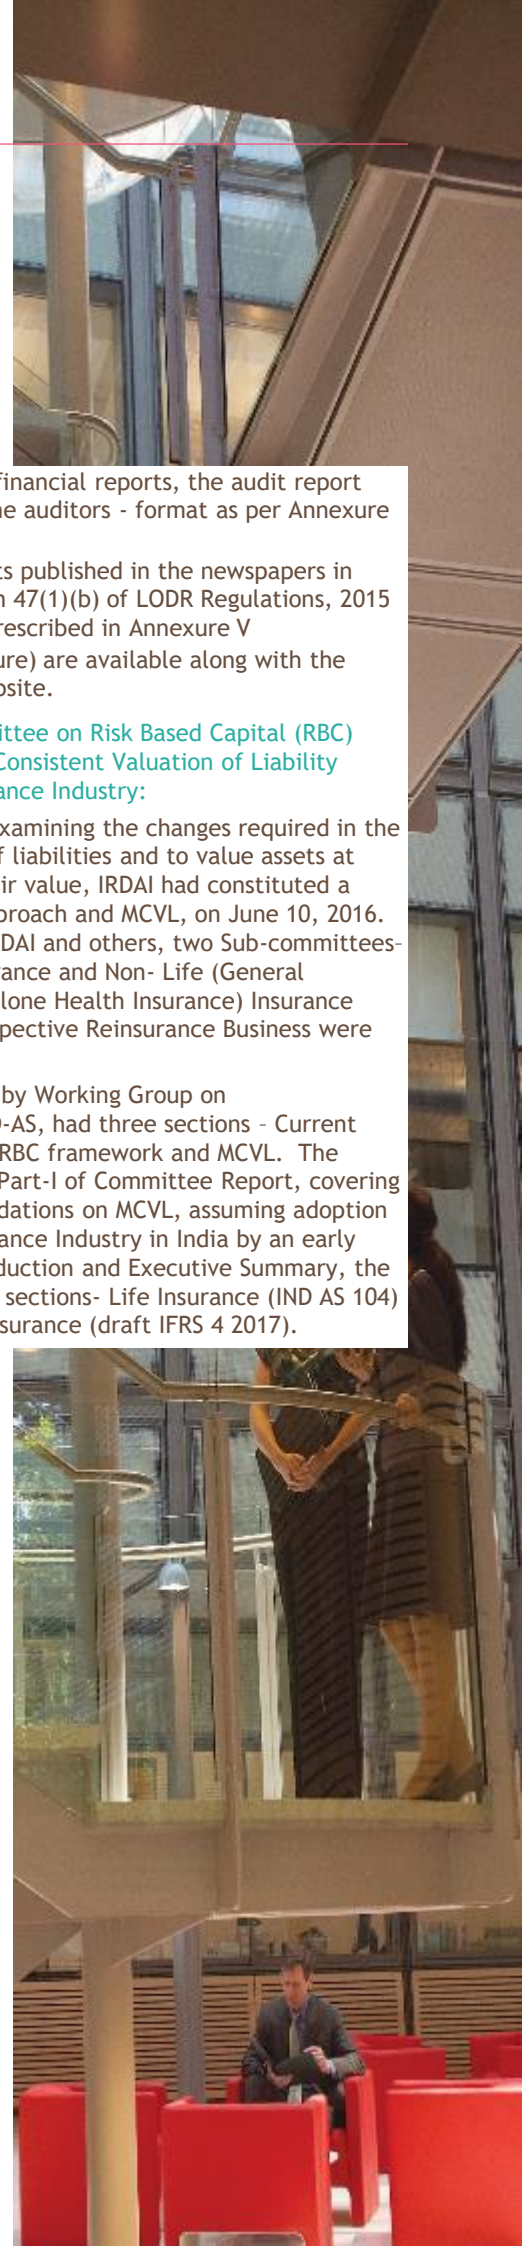 financial reports, the audit report
e auditors - format as per Annexure
ts published in the newspapers in
47(1)(b) of LODR Regulations, 2015
rescribed in Annexure V
ure) are available along with the
bsite.
ittee on Risk Based Capital (RBC)
Consistent Valuation of Liability
ance Industry:
xamining the changes required in the
f liabilities and to value assets at
ir value, IRDAI had constituted a
proach and MCVL, on June 10, 2016.
DAI and others, two Sub-committees–
rance and Non- Life (General
lone Health Insurance) Insurance
spective Reinsurance Business were
by Working Group on
D-AS, had three sections – Current
RBC framework and MCVL. The
Part-I of Committee Report, covering
dations on MCVL, assuming adoption
ance Industry in India by an early
duction and Executive Summary, the
sections- Life Insurance (IND AS 104)
surance (draft IFRS 4 2017).